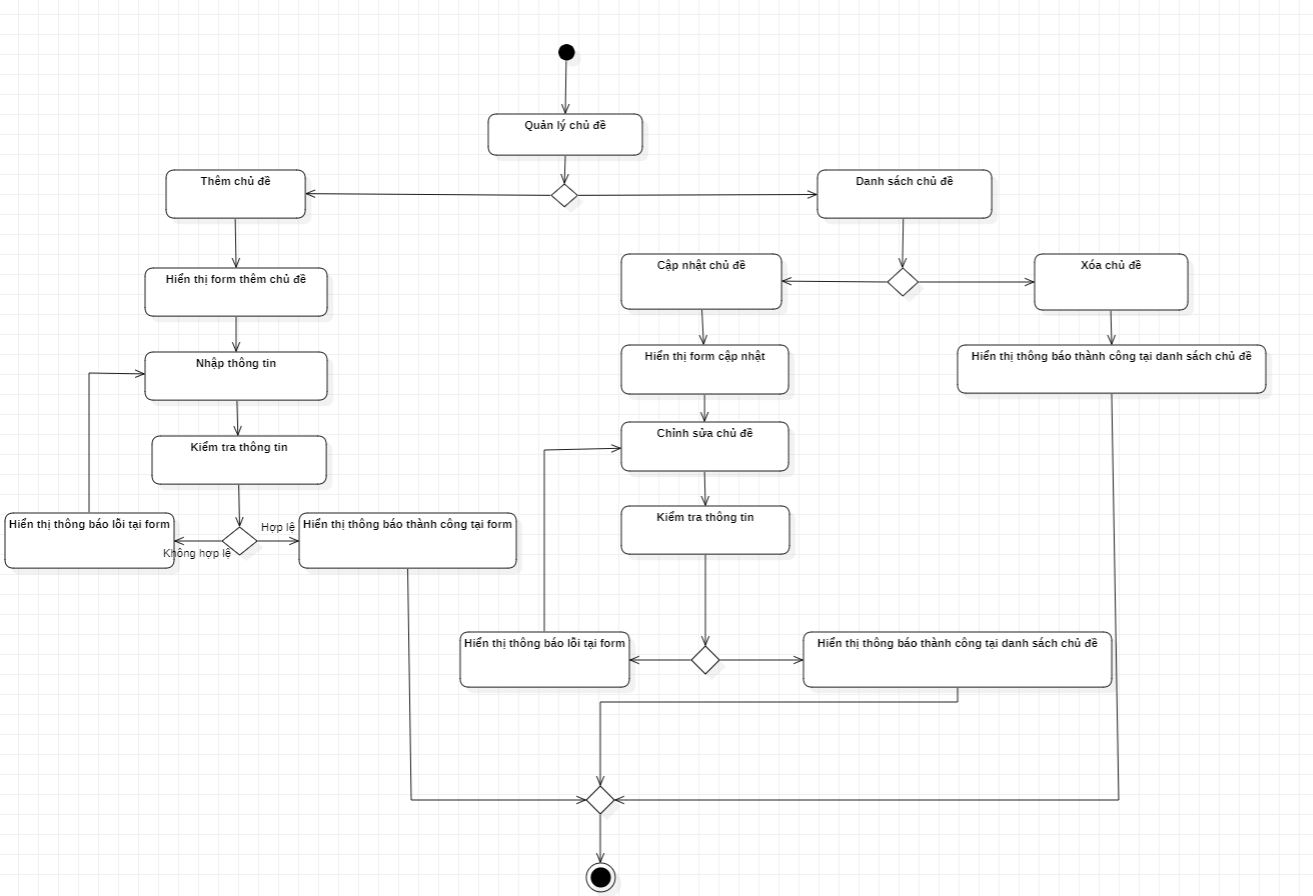 Quản lý chủ đề
Thêm chủ đề
Danh sách chủ đề
Cập nhật chủ đề
Xóa chủ đề
Hiển thị form thêm chủ đề
Hiển thị form cập nhật
Hiển thị thông báo thành công tại danh sách chủ đề
Nhập thông tin
Chỉnh sửa chủ đề
Kiểm tra thông tin
Kiểm tra thông tin
Hiển thị thông báo lỗi tại form
Hợp lệ
Hiển thị thông báo thành công tại form
Không hợp lệ
Hiển thị thông báo lỗi tại form
Hiển thị thông báo thành công tại danh sách chủ đề